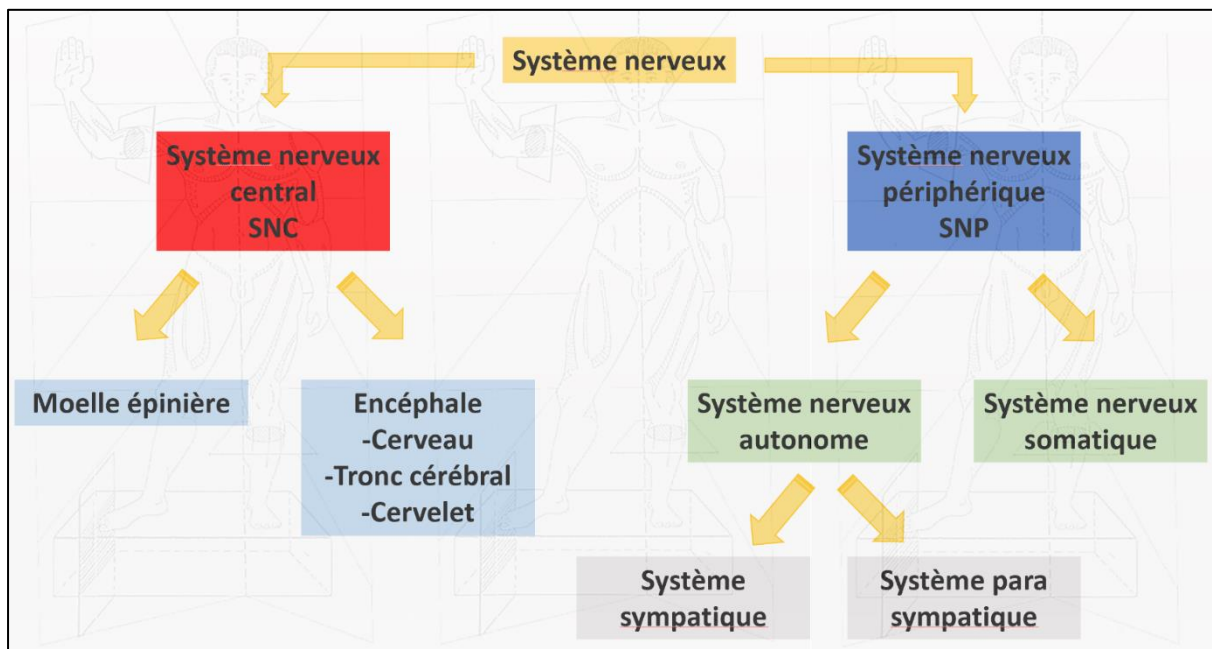 Système nerveux
Système nerveux
central
SNC
Système nerveux
périphérique
SNP
Moelle épinière
Encéphale
-Cerveau
-Tronc cérébral
-Cervelet
Système nerveux
autonome
Système nerveux
somatique
Système
sympatique
Système para
sympatique